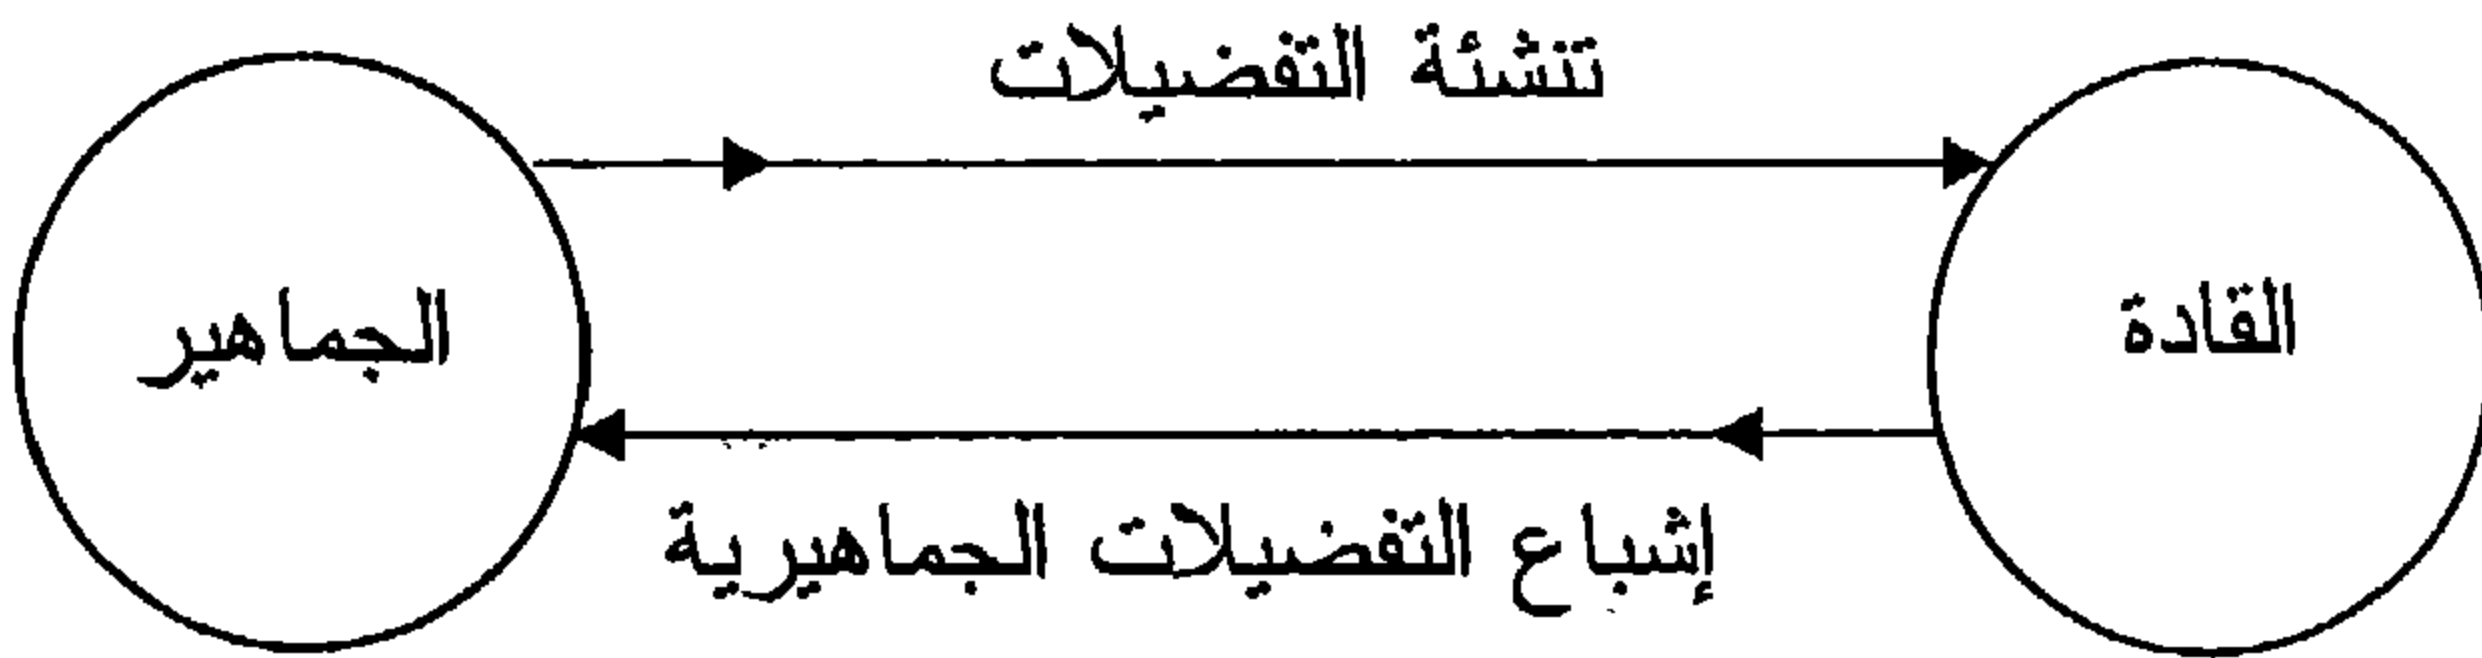 تنشئة التفضيلات
القادة
الجماهير
إشباع التفضيلات الجماهيرية